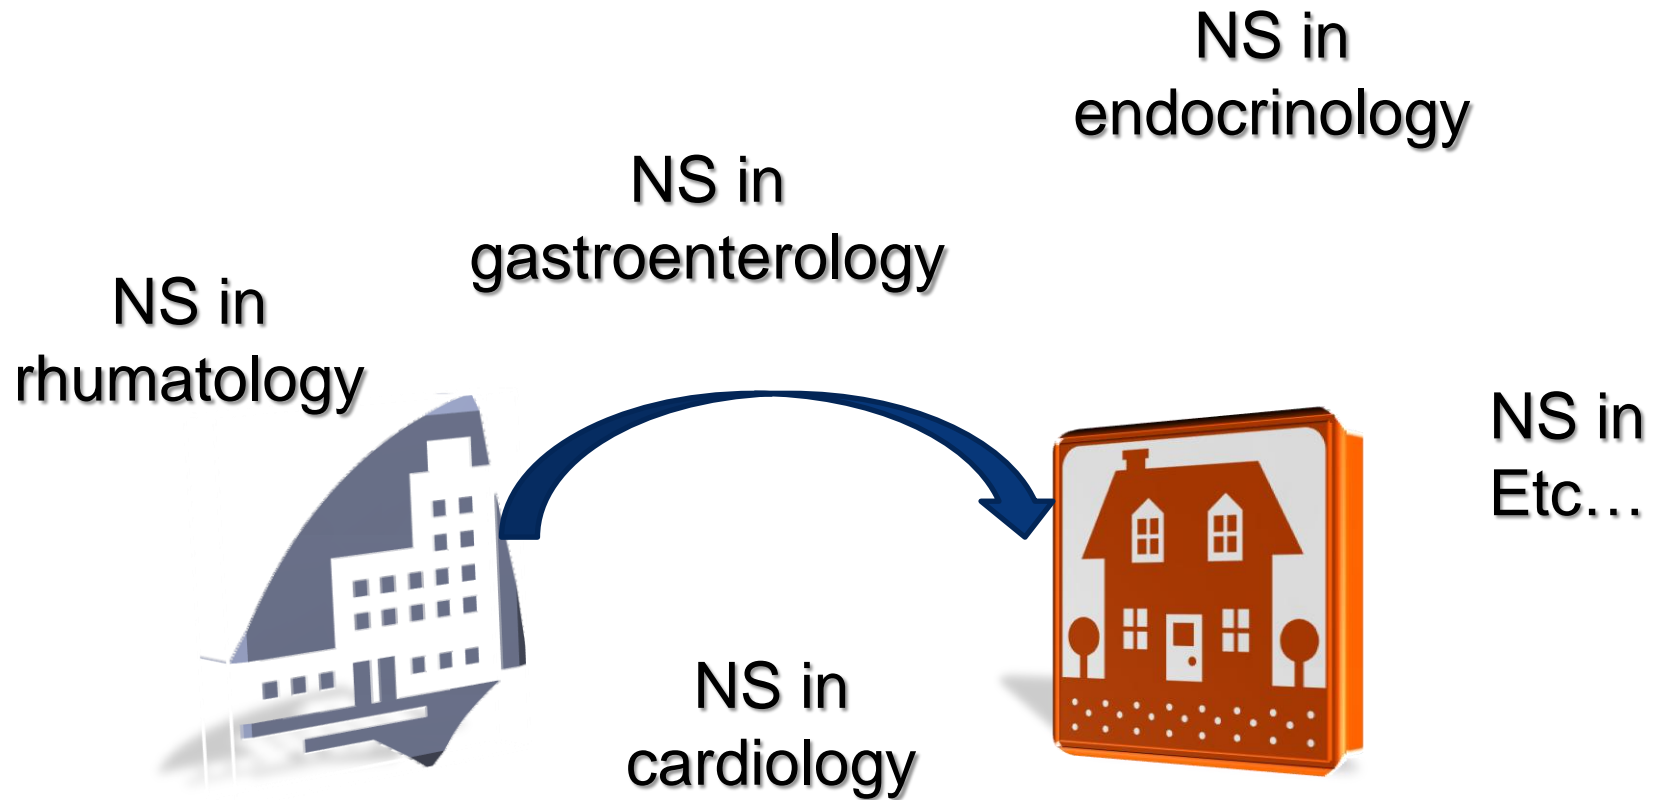 NS in
endocrinology
NS in
gastroenterology
NS in
rhumatology
NS in
Etc…
NS in
cardiology